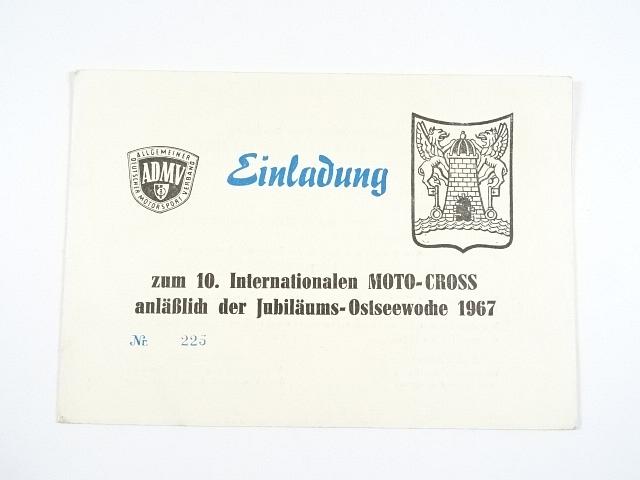 ALLGEMEINER
DEUTSCHER MOTORSPORT VERBAND
ADMV
Einladung
zum 10. Internationalen MOTO-CROSS
anläßlich der Jubiläums-Ostseewoche 1967
Nr. 225